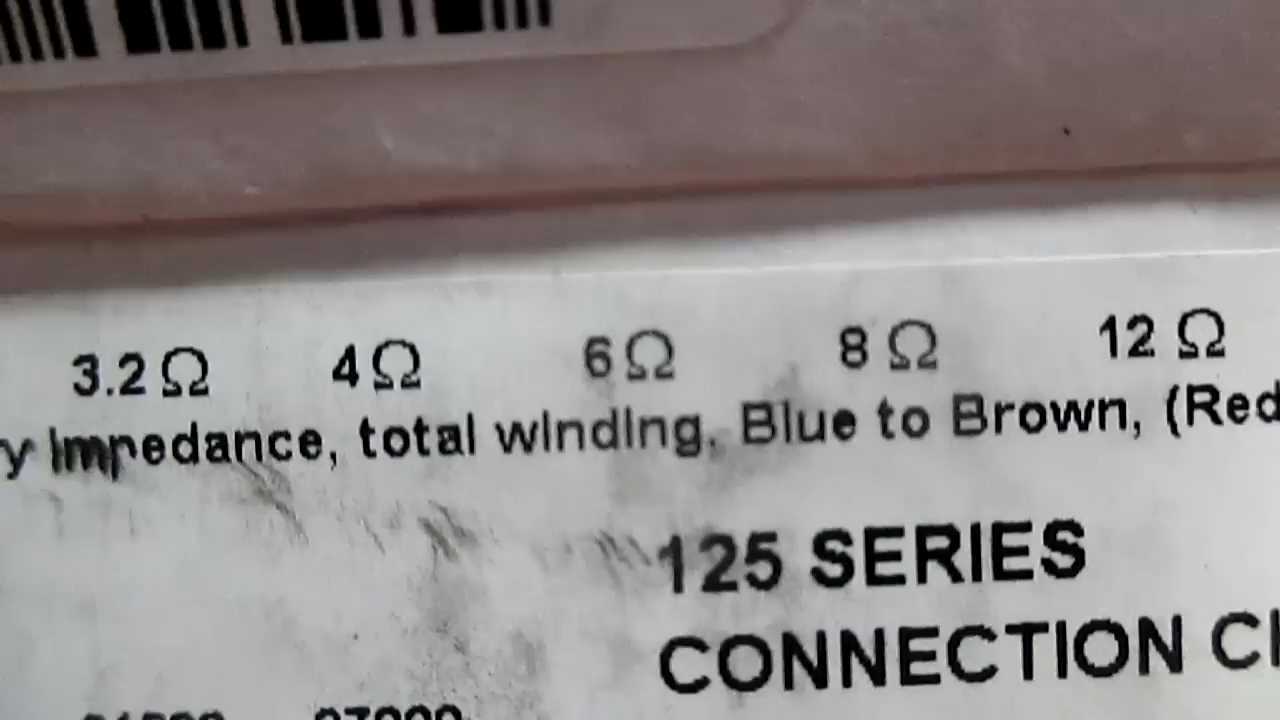 3.2 Ω 4 Ω 6 Ω 8 Ω 12 Ω
y Impedance, total winding, Blue to Brown, (Red
125 SERIES
CONNECTION